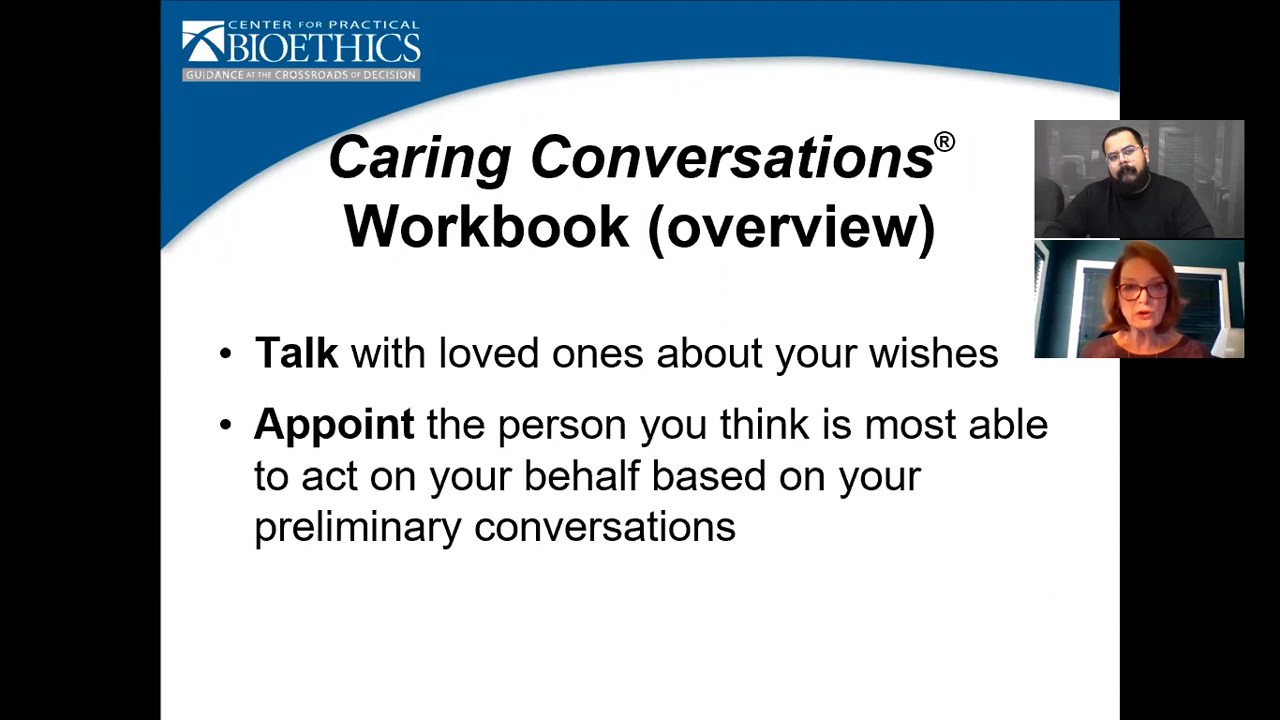 CENTER FOR PRACTICAL
BIOETHICS
GUIDANCE AT THE CROSSROADS OF DECISION
Caring Conversations®
Workbook (overview)
• Talk with loved ones about your wishes
• Appoint the person you think is most able
to act on your behalf based on your
preliminary conversations